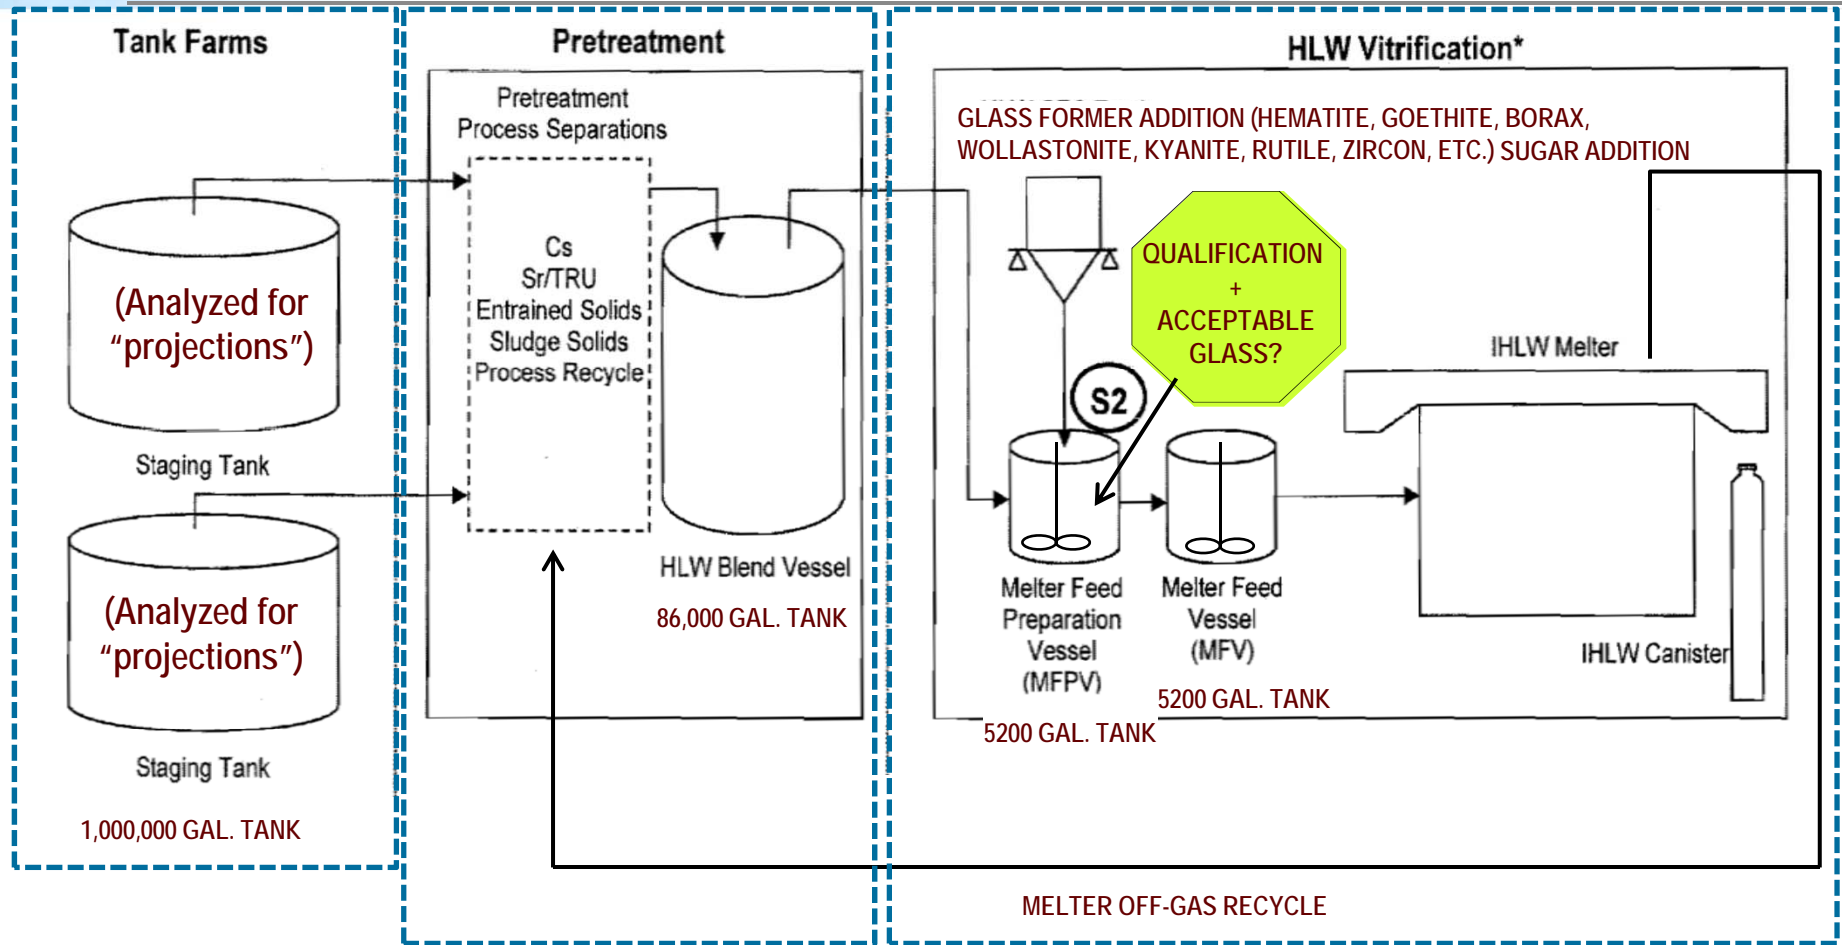 Tank Farms
(Analyzed for
“projections”)
Staging Tank
(Analyzed for
“projections”)
Staging Tank
1,000,000 GAL. TANK
Pretreatment
Pretreatment
Process Separations
Cs
Sr/TRU
Entrained Solids
Sludge Solids
Process Recycle
HLW Blend Vessel
86,000 GAL. TANK
HLW Vitrification*
GLASS FORMER ADDITION (HEMATITE, GOETHITE, BORAX,
WOLLASTONITE, KYANITE, RUTILE, ZIRCON, ETC.) SUGAR ADDITION
QUALIFICATION
+
ACCEPTABLE
GLASS?
S2
IHLW Melter
Melter Feed
Preparation
Vessel
(MFPV)
5200 GAL. TANK
Melter Feed
Vessel
(MFV)
5200 GAL. TANK
IHLW Canister
MELTER OFF-GAS RECYCLE